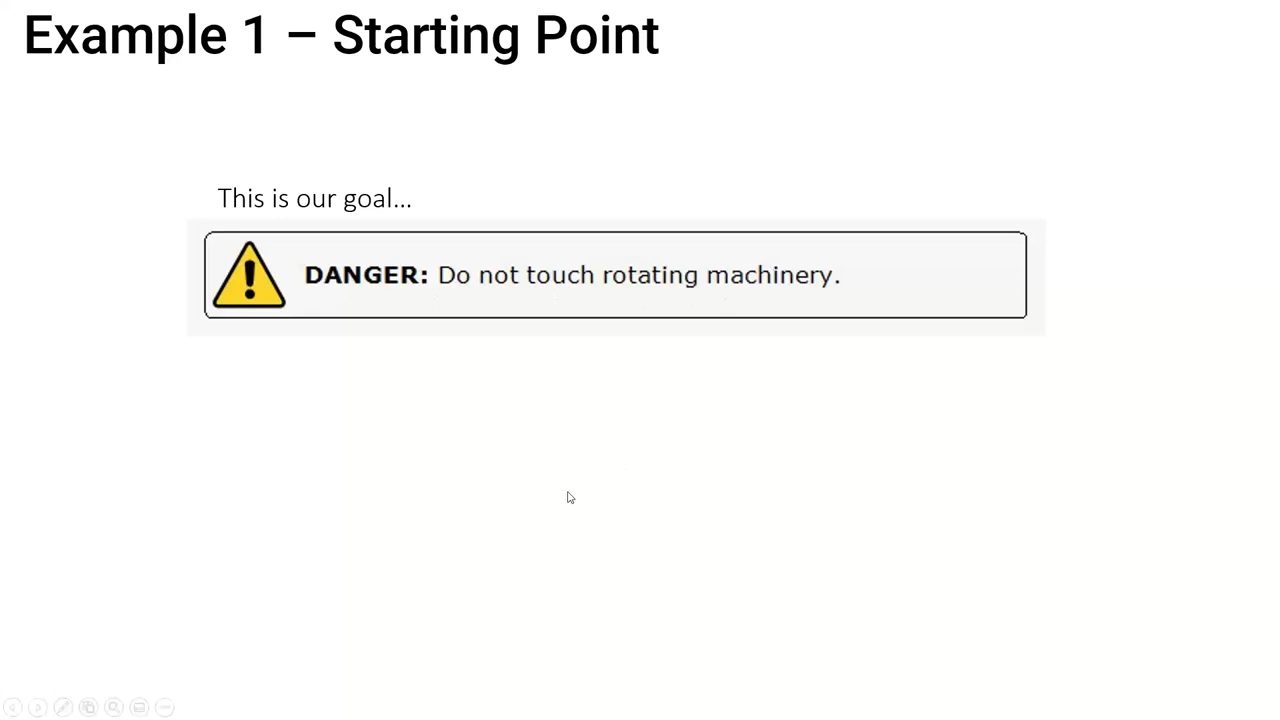 Example 1 – Starting Point
This is our goal...
DANGER: Do not touch rotating machinery.